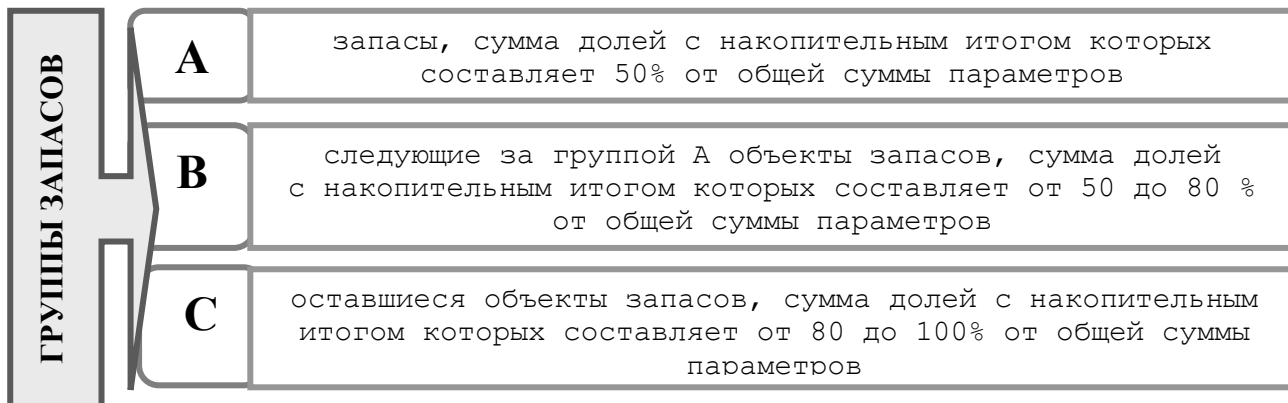 ГРУППЫ ЗАПАСОВ
A
запасы, сумма долей с накопительным итогом которых
составляет 50% от общей суммы параметров
B
следующие за группой А объекты запасов, сумма долей
с накопительным итогом которых составляет от 50 до 80 %
от общей суммы параметров
C
оставшиеся объекты запасов, сумма долей с накопительным
итогом которых составляет от 80 до 100% от общей суммы
параметров